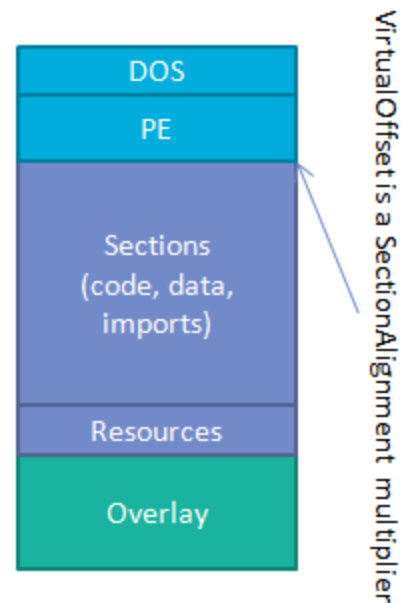 DOS
PE
Sections
(code, data,
imports)
Resources
Overlay
VirtualOffset is a SectionAlignment multiplier